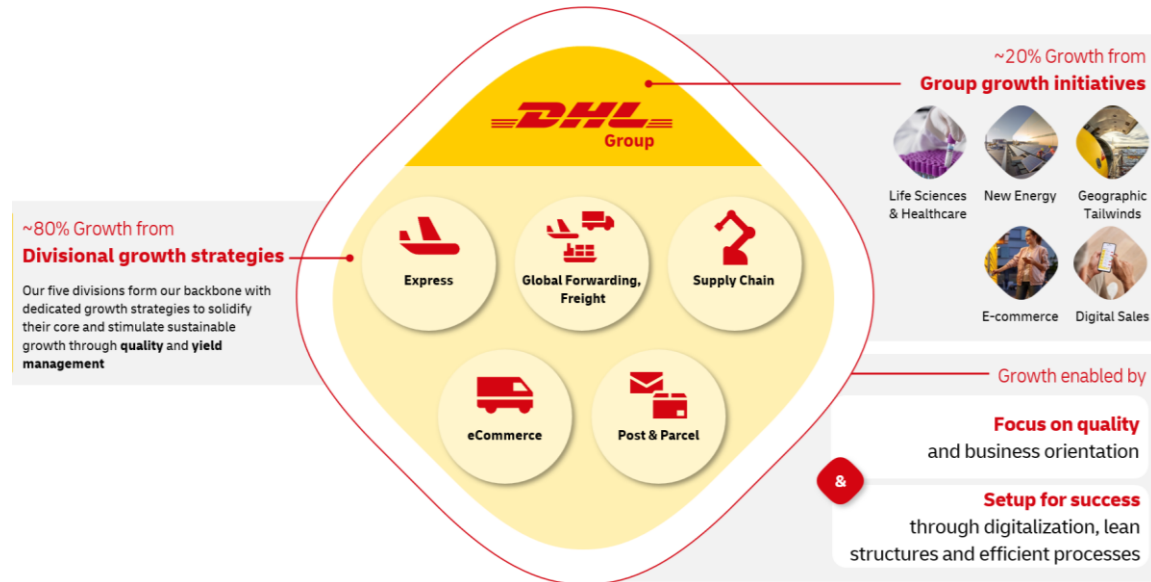 ~20% Growth from
Group growth initiatives
DHL
Group
Life Sciences
& Healthcare
New Energy
Geographic
Tailwinds
E-commerce
Digital Sales
~80% Growth from
Divisional growth strategies
Our five divisions form our backbone with
dedicated growth strategies to solidify
their core and stimulate sustainable
growth through quality and yield
management
Express
Global Forwarding,
Freight
Supply Chain
eCommerce
Post & Parcel
Growth enabled by
Focus on quality
and business orientation
&
Setup for success
through digitalization, lean
structures and efficient processes